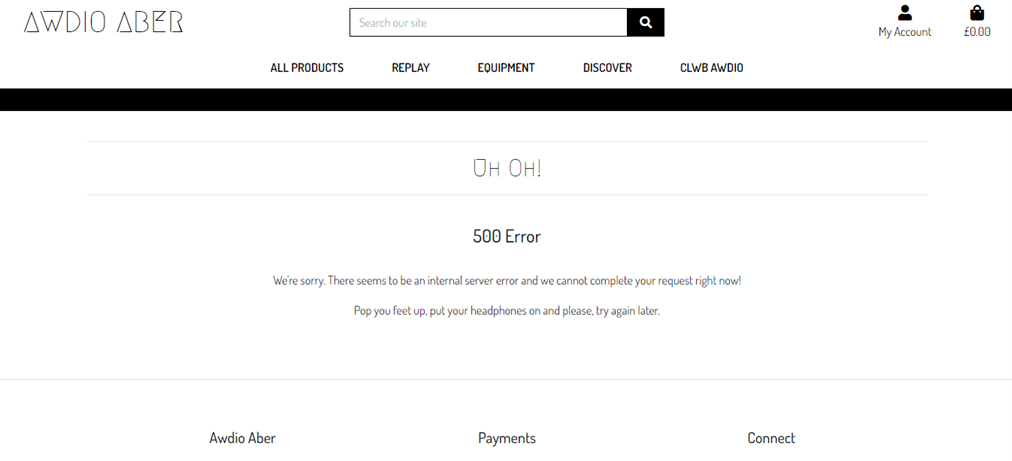 AWDIO ABER
Search our site
My Account
£0.00
ALL PRODUCTS REPLAY EQUIPMENT DISCOVER CLWB AWDIO
Uh Oh!
500 Error
We're sorry. There seems to be an internal server error and we cannot complete your request right now!
Pop you feet up, put your headphones on and please, try again later.
Awdio Aber Payments Connect